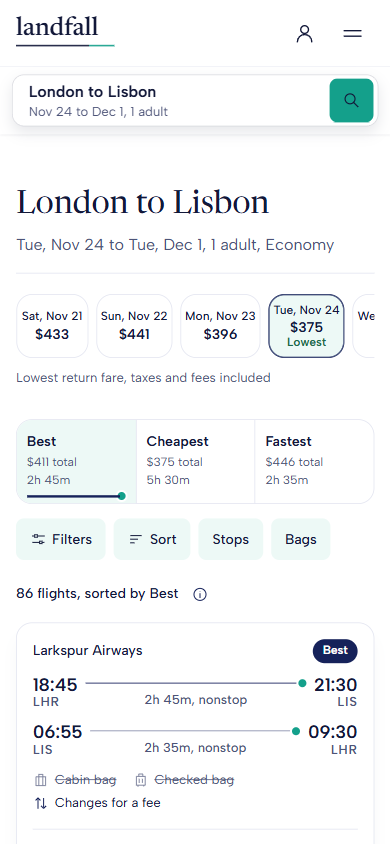 landfall
London to Lisbon
Nov 24 to Dec 1, 1 adult
London to Lisbon
Tue, Nov 24 to Tue, Dec 1, 1 adult, Economy
Sat, Nov 21
$433
Sun, Nov 22
$441
Mon, Nov 23
$396
Tue, Nov 24
$375
Lowest
We
Lowest return fare, taxes and fees included
Best
$411 total
2h 45m
Cheapest
$375 total
5h 30m
Fastest
$446 total
2h 35m
Filters
Sort
Stops
Bags
86 flights, sorted by Best
Larkspur Airways
Best
18:45
21:30
LHR
2h 45m, nonstop
LIS
06:55
09:30
LIS
2h 35m, nonstop
LHR
Cabin bag
Checked bag
Changes for a fee